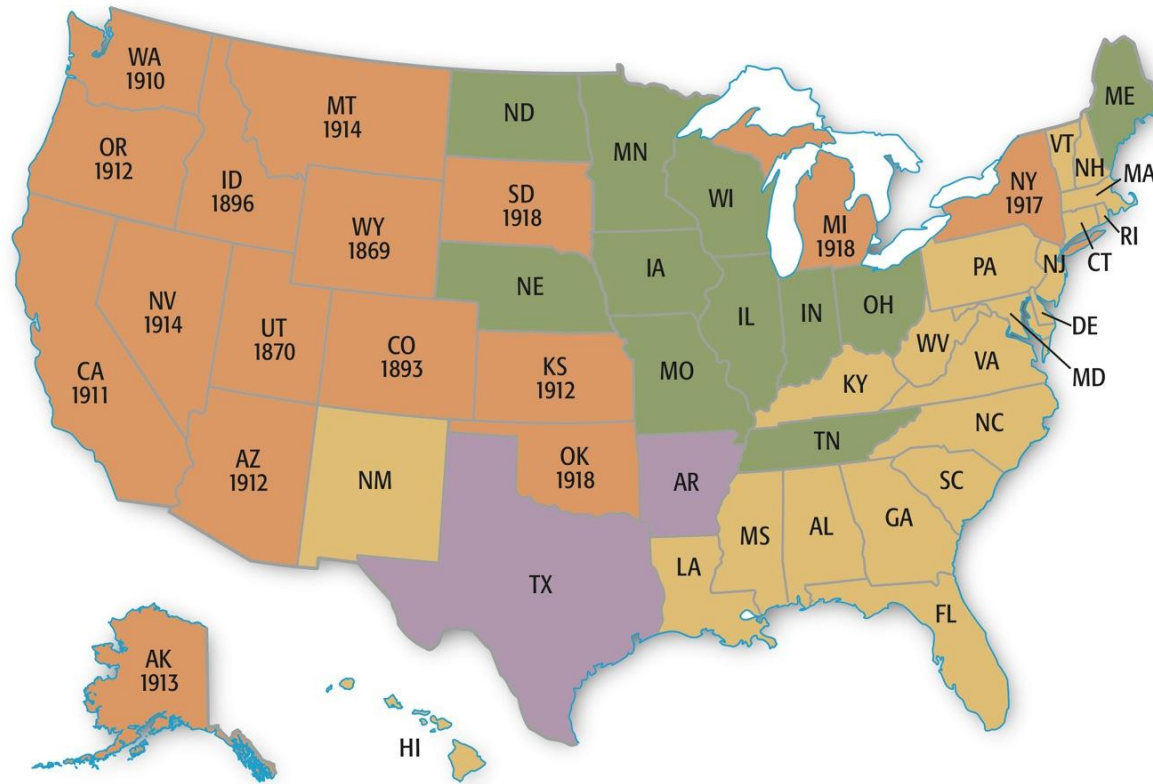 WA
1910
MT
1914
ND
MN
ME
OR
1912
ID
1896
WY
1869
SD
1918
WI
MI
1918
VT
NH
MA
NY
1917
RI
CT
NV
1914
UT
1870
CO
1893
NE
IA
IL
IN
OH
PA
NJ
DE
MD
CA
1911
KS
1912
MO
KY
WV
VA
AZ
1912
NM
OK
1918
AR
TN
NC
SC
TX
LA
MS
AL
GA
FL
AK
1913
HI